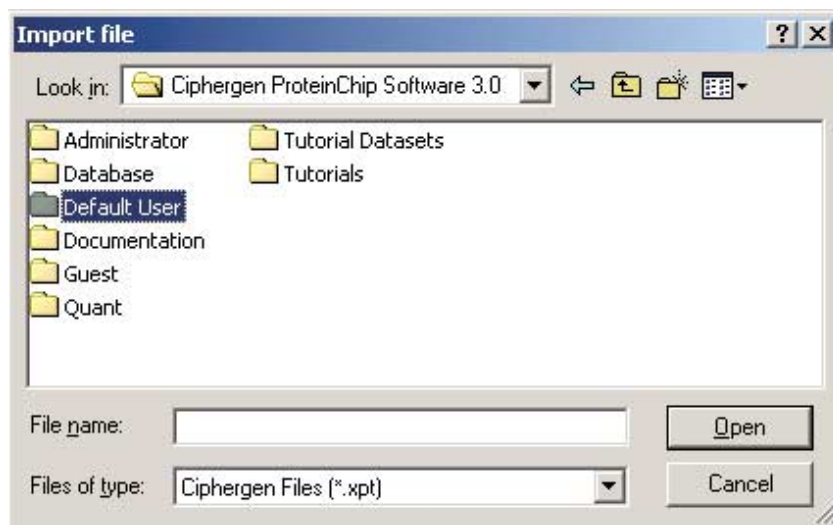 Import file
Look in: Ciphergen ProteinChip Software 3.0
Administrator
Database
Default User
Documentation
Guest
Quant
Tutorial Datasets
Tutorials
File name:
Open
Files of type: Ciphergen Files (*.xpt)
Cancel